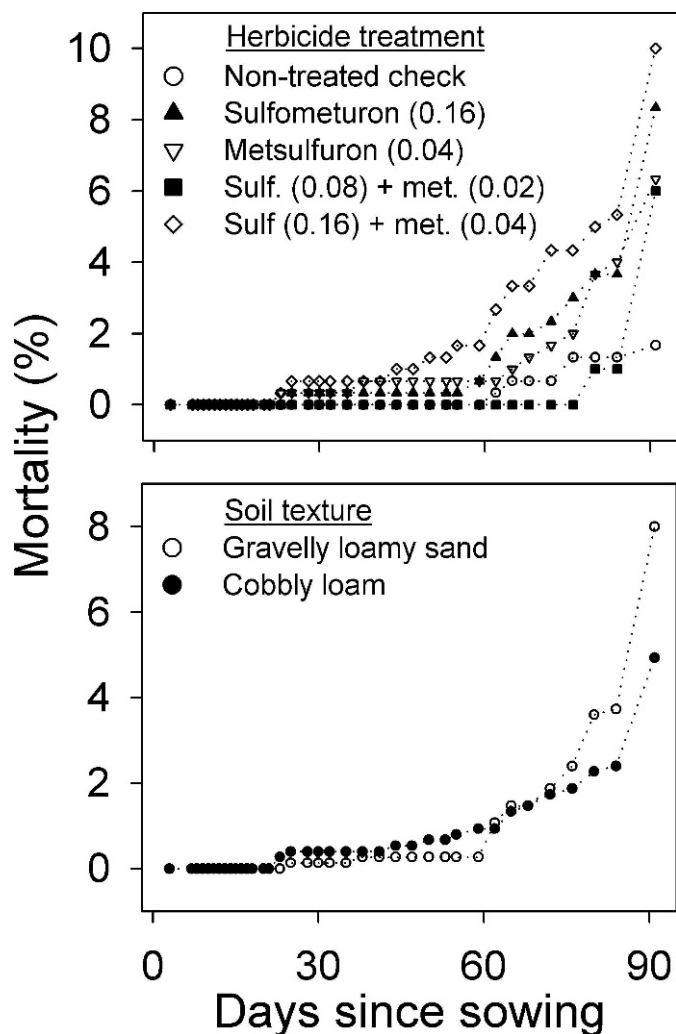 Mortality (%)
10
8
6
4
2
0
Herbicide treatment
Non-treated check
Sulfometuron (0.16)
Metsulfuron (0.04)
Sulf. (0.08) + met. (0.02)
Sulf (0.16) + met. (0.04)
8
6
4
2
0
Soil texture
Gravelly loamy sand
Cobbly loam
0 30 60 90
Days since sowing